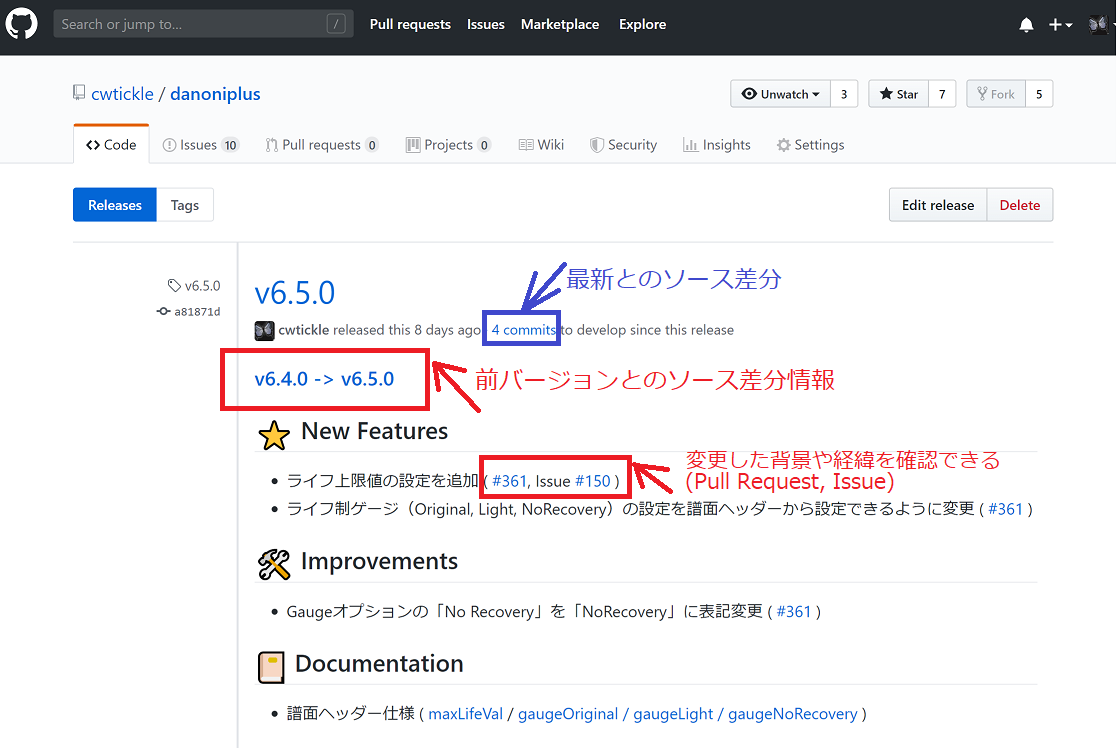 Search or jump to... /
Pull requests Issues Marketplace Explore
cwtickle / danoniplus
Unwatch 3 Star 7 Fork 5
Code Issues 10 Pull requests 0 Projects 0 Wiki Security Insights Settings
Releases Tags
Edit release Delete
最新とのソース差分
v6.5.0
a81871d
v6.5.0
cwtickle released this 8 days ago 4 commits to develop since this release
v6.4.0 -> v6.5.0
前バージョンとのソース差分情報
New Features
変更した背景や経緯を確認できる
(Pull Request, Issue)
ライフ上限値の設定を追加 ( #361, Issue #150 )
ライフ制ゲージ（Original, Light, NoRecovery）の設定を譜面ヘッダーから設定できるように変更 ( #361 )
Improvements
Gaugeオプションの「No Recovery」を「NoRecovery」に表記変更 ( #361 )
Documentation
譜面ヘッダー仕様 ( maxLifeVal / gaugeOriginal / gaugeLight / gaugeNoRecovery )